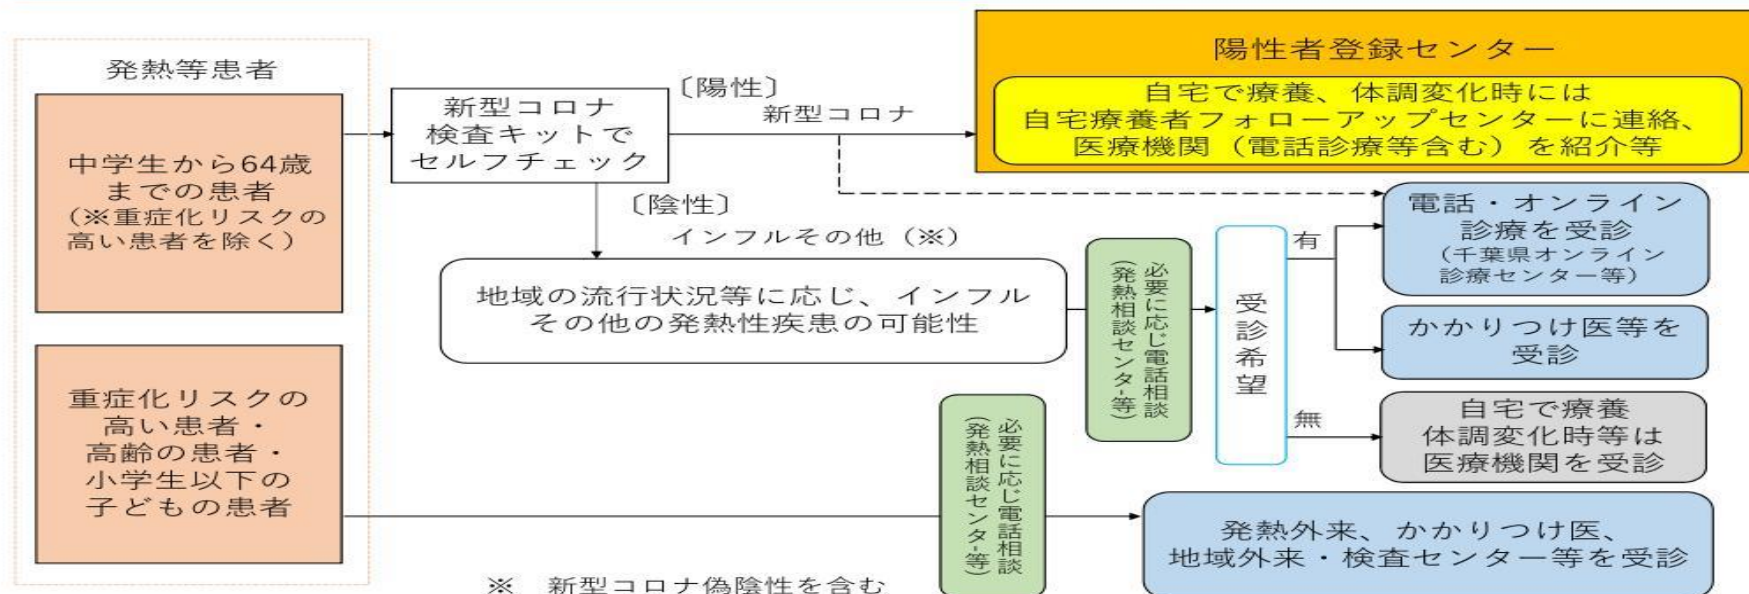 発熱等患者
中学生から64歳
までの患者
(※重症化リスクの
高い患者を除く)
重症化リスクの
高い患者・
高齢の患者・
小学生以下の
子どもの患者
新型コロナ
検査キットで
セルフチェック
〔陽性〕
新型コロナ
陽性者登録センター
自宅で療養、体調変化時には
自宅療養者フォローアップセンターに連絡、
医療機関(電話診療等含む)を紹介等
〔陰性〕
インフルその他(※)
地域の流行状況等に応じ、インフル
その他の発熱性疾患の可能性
必要に応じ電話相談
(発熱相談センター等)
受診希望
有
電話・オンライン
診療を受診
(千葉県オンライン
診療センター等)
かかりつけ医等を
受診
無
自宅で療養
体調変化時等は
医療機関を受診
必要に応じ電話相談
(発熱相談センター等)
発熱外来、かかりつけ医、
地域外来・検査センター等を受診
※ 新型コロナ偽陰性を含む